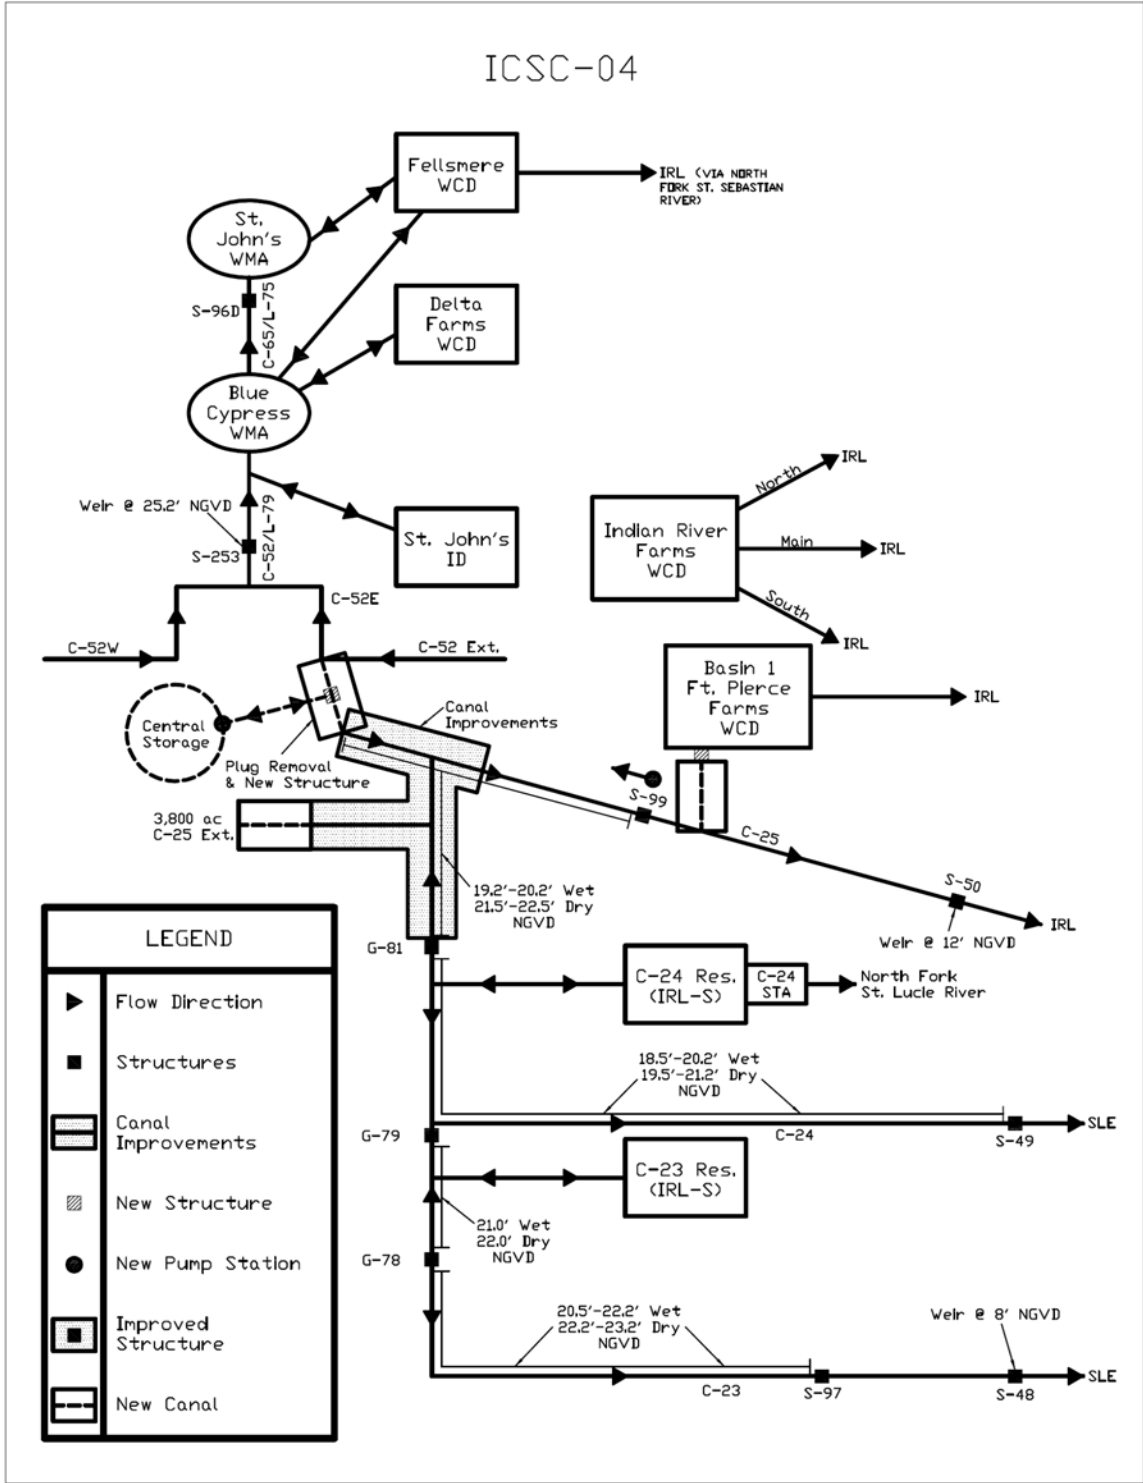 ICSC-04
Fellsmere
WCD
IRL (VIA NORTH
FORK ST. SEBASTIAN
RIVER)
St.
John's
WMA
S-96D
C-65/L-75
Delta
Farms
WCD
Blue
Cypress
WMA
Weir @ 25.2' NGVD
S-253
C-52/L-79
St. John's
ID
North
IRL
Indian River
Farms
WCD
Main
IRL
South
IRL
C-52E
C-52W
C-52 Ext.
Basin 1
Ft. Pierce
Farms
WCD
IRL
Central
Storage
Canal
Improvements
Plug Removal
& New Structure
S-99
C-25
3,800 ac
C-25 Ext.
19.2'-20.2' Wet
21.5'-22.5' Dry
NGVD
S-50
IRL
Weir @ 12' NGVD
G-81
C-24 Res.
(IRL-S)
C-24
STA
North Fork
St. Lucie River
18.5'-20.2' Wet
19.5'-21.2' Dry
NGVD
G-79
C-24
S-49
SLE
C-23 Res.
(IRL-S)
21.0' Wet
22.0' Dry
NGVD
G-78
20.5'-22.2' Wet
22.2'-23.2' Dry
NGVD
Weir @ 8' NGVD
C-23
S-97
S-48
SLE
LEGEND
Flow Direction
Structures
Canal
Improvements
New Structure
New Pump Station
Improved
Structure
New Canal